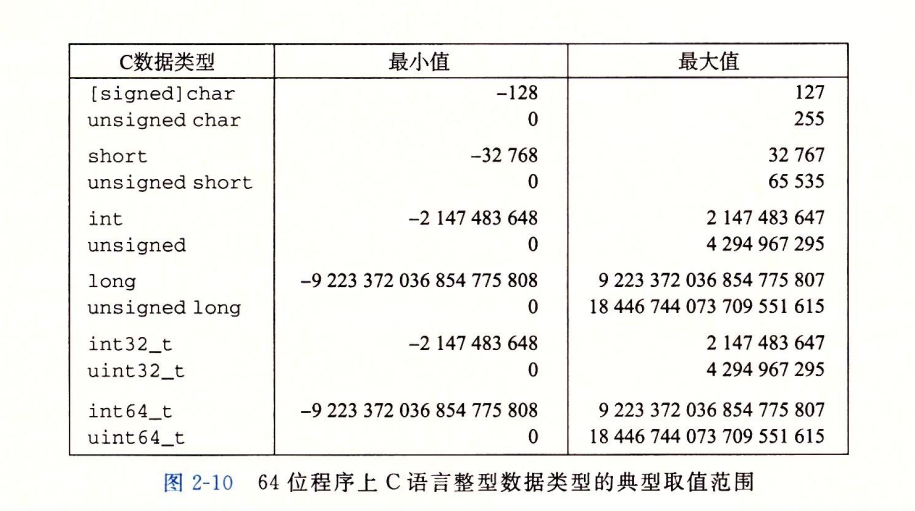 C数据类型 最小值 最大值
[signed]char −128 127
unsigned char 0 255
short −32 768 32 767
unsigned short 0 65 535
int −2 147 483 648 2 147 483 647
unsigned 0 4 294 967 295
long −9 223 372 036 854 775 808 9 223 372 036 854 775 807
unsigned long 0 18 446 744 073 709 551 615
int32_t −2 147 483 648 2 147 483 647
uint32_t 0 4 294 967 295
int64_t −9 223 372 036 854 775 808 9 223 372 036 854 775 807
uint64_t 0 18 446 744 073 709 551 615
图 2-10 64 位程序上 C 语言整型数据类型的典型取值范围